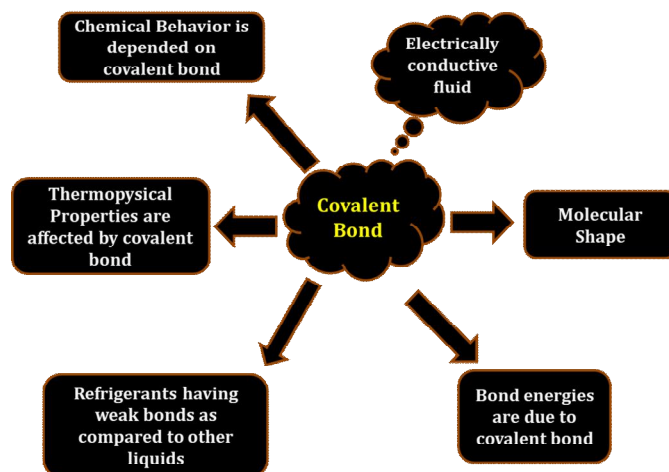 Chemical Behavior is
depended on
covalent bond
Electrically
conductive
fluid
Thermopysical
Properties are
affected by covalent
bond
Covalent
Bond
Molecular
Shape
Refrigerants having
weak bonds as
compared to other
liquids
Bond energies
are due to
covalent bond